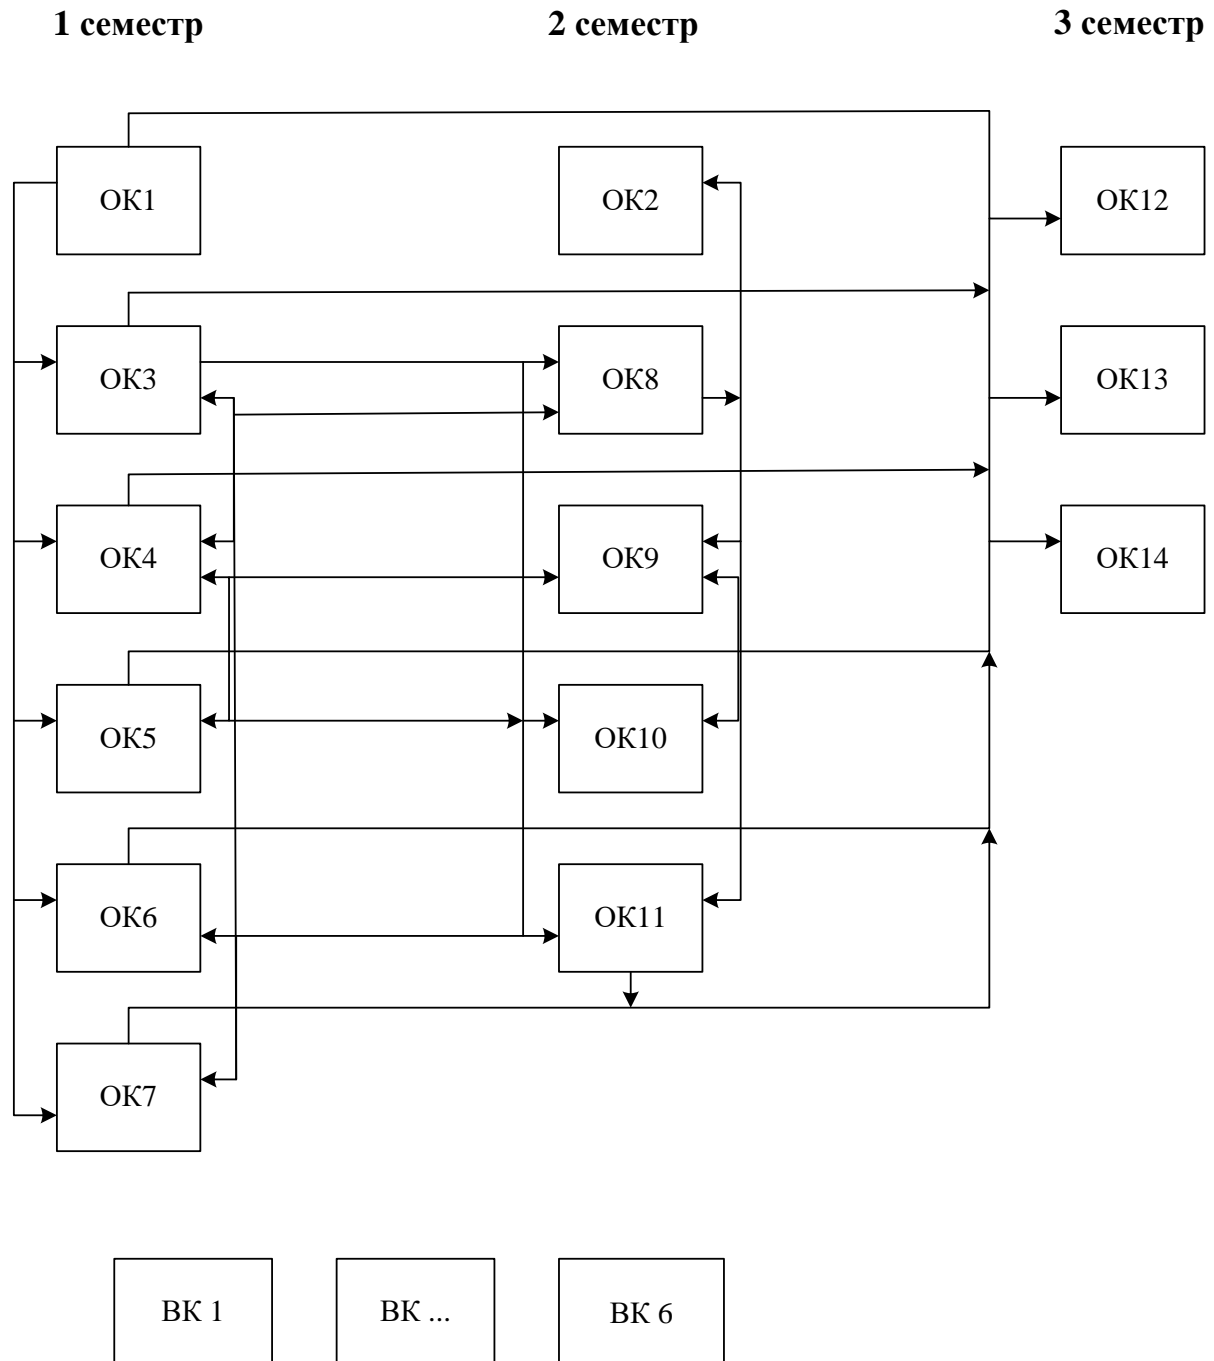 1 семестр 2 семестр 3 семестр
ОК1 ОК2 ОК12
ОК3 ОК8 ОК13
ОК4 ОК9 ОК14
ОК5 ОК10
ОК6 ОК11
ОК7
ВК 1 ВК ... ВК 6